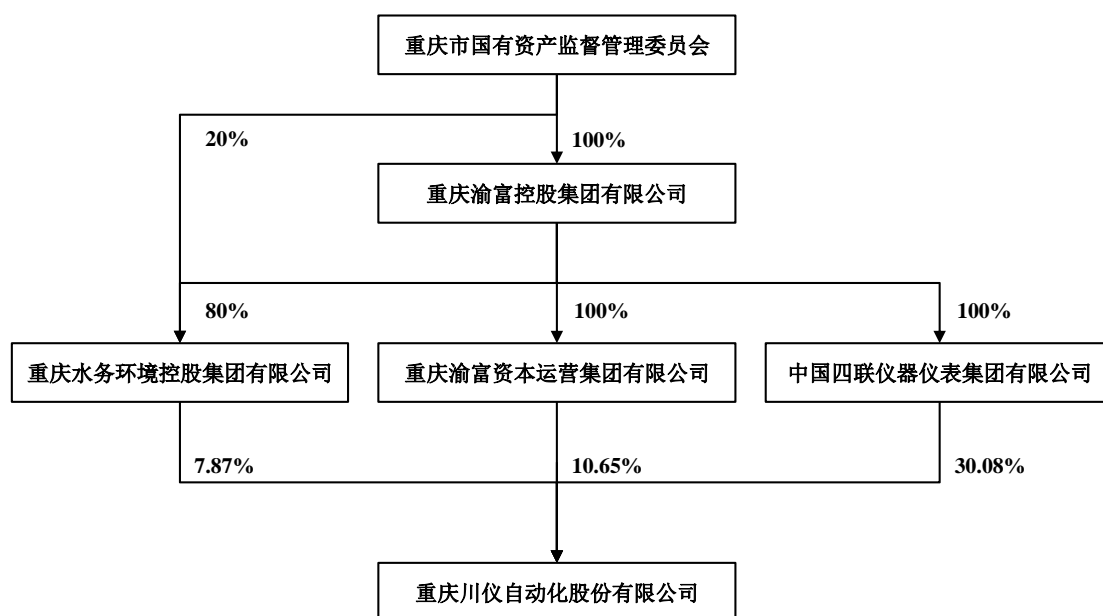 重庆市国有资产监督管理委员会
20%
100%
重庆渝富控股集团有限公司
80%
100%
100%
重庆水务环境控股集团有限公司
重庆渝富资本运营集团有限公司
中国四联仪器仪表集团有限公司
7.87%
10.65%
30.08%
重庆川仪自动化股份有限公司